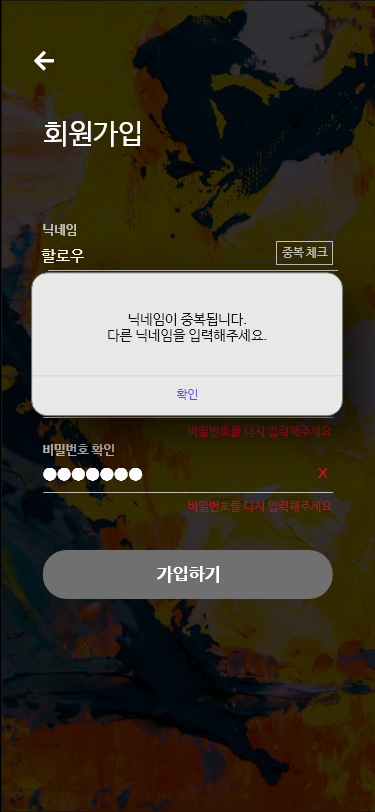 회원가입
닉네임
할로우
중복 체크
닉네임이 중복됩니다.
다른 닉네임을 입력해주세요.
확인
비밀번호를 다시 입력해주세요
비밀번호 확인
●●●●●●●
X
비밀번호를 다시 입력해주세요
가입하기